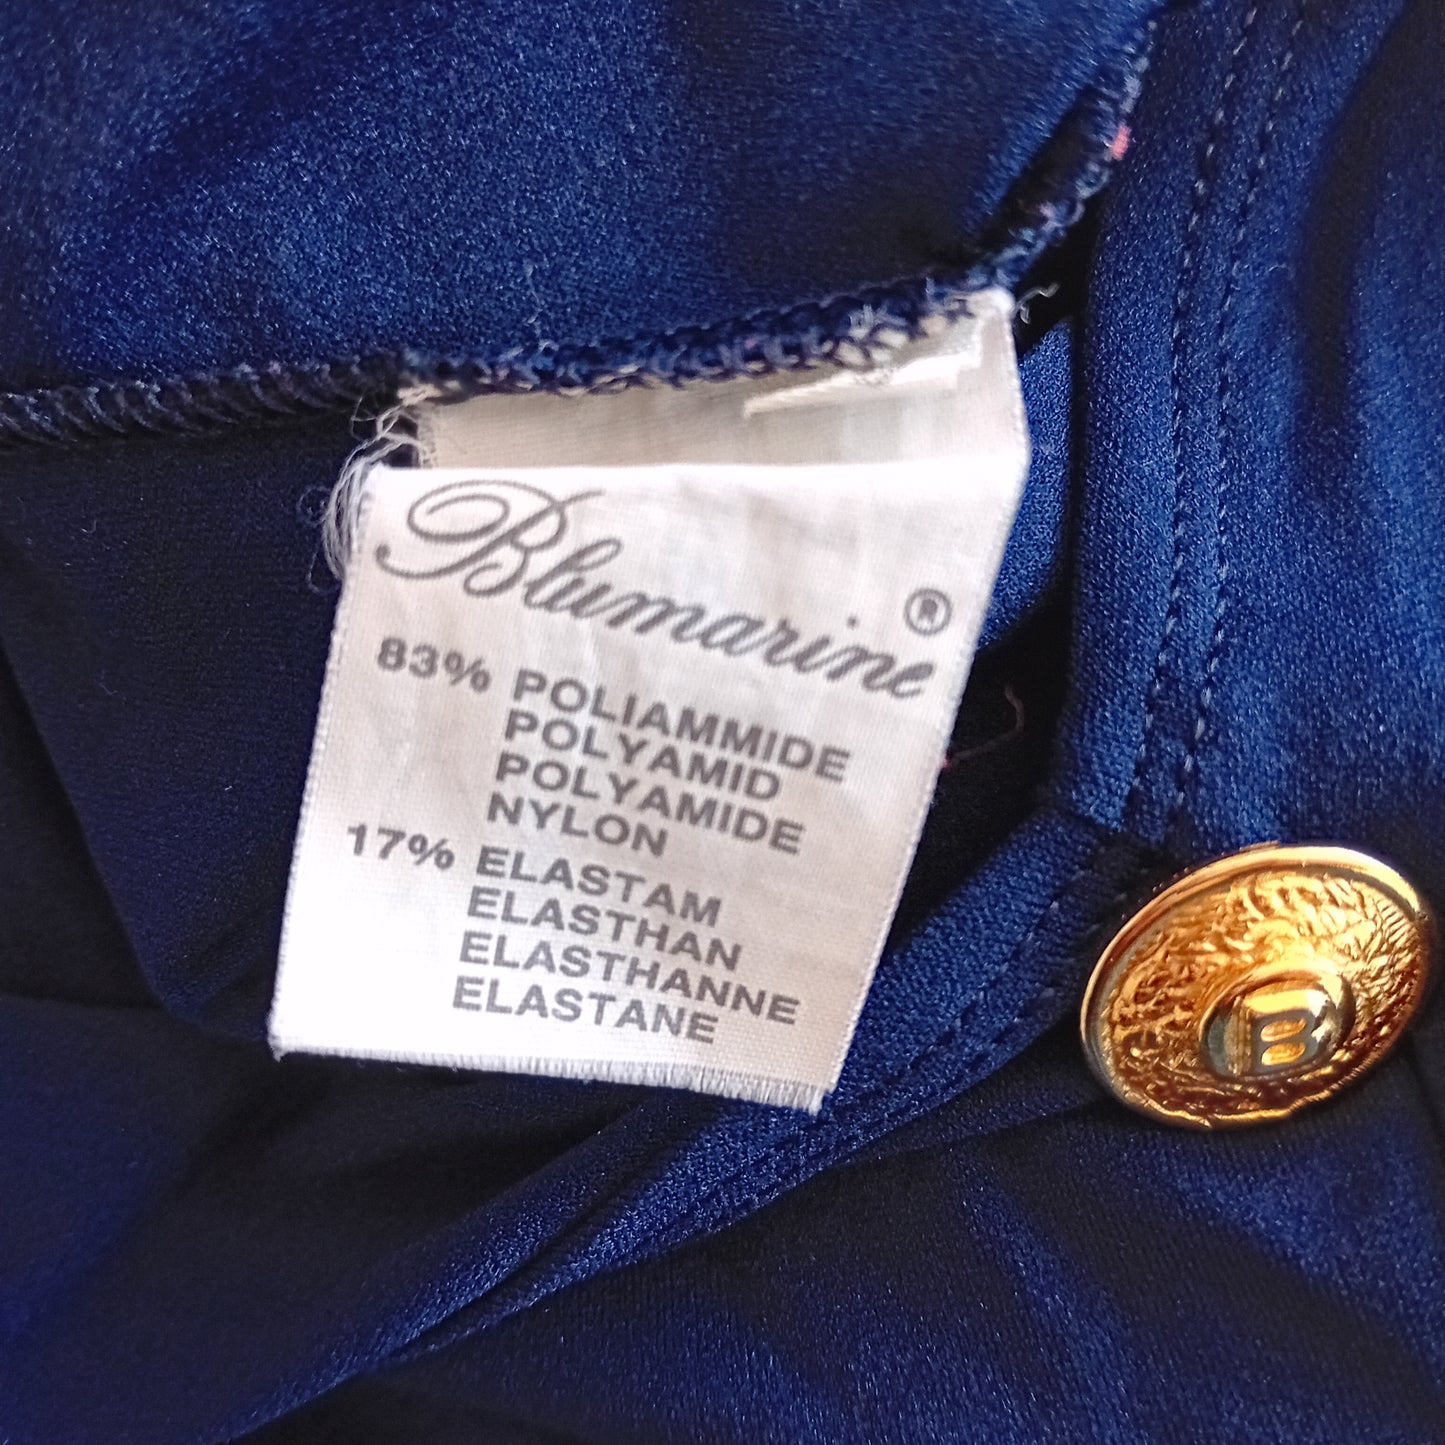 Blumarine ®
83% POLIAMMIDE
POLYAMID
POLYAMIDE
NYLON
17% ELASTAM
ELASTHAN
ELASTHANNE
ELASTANE
B